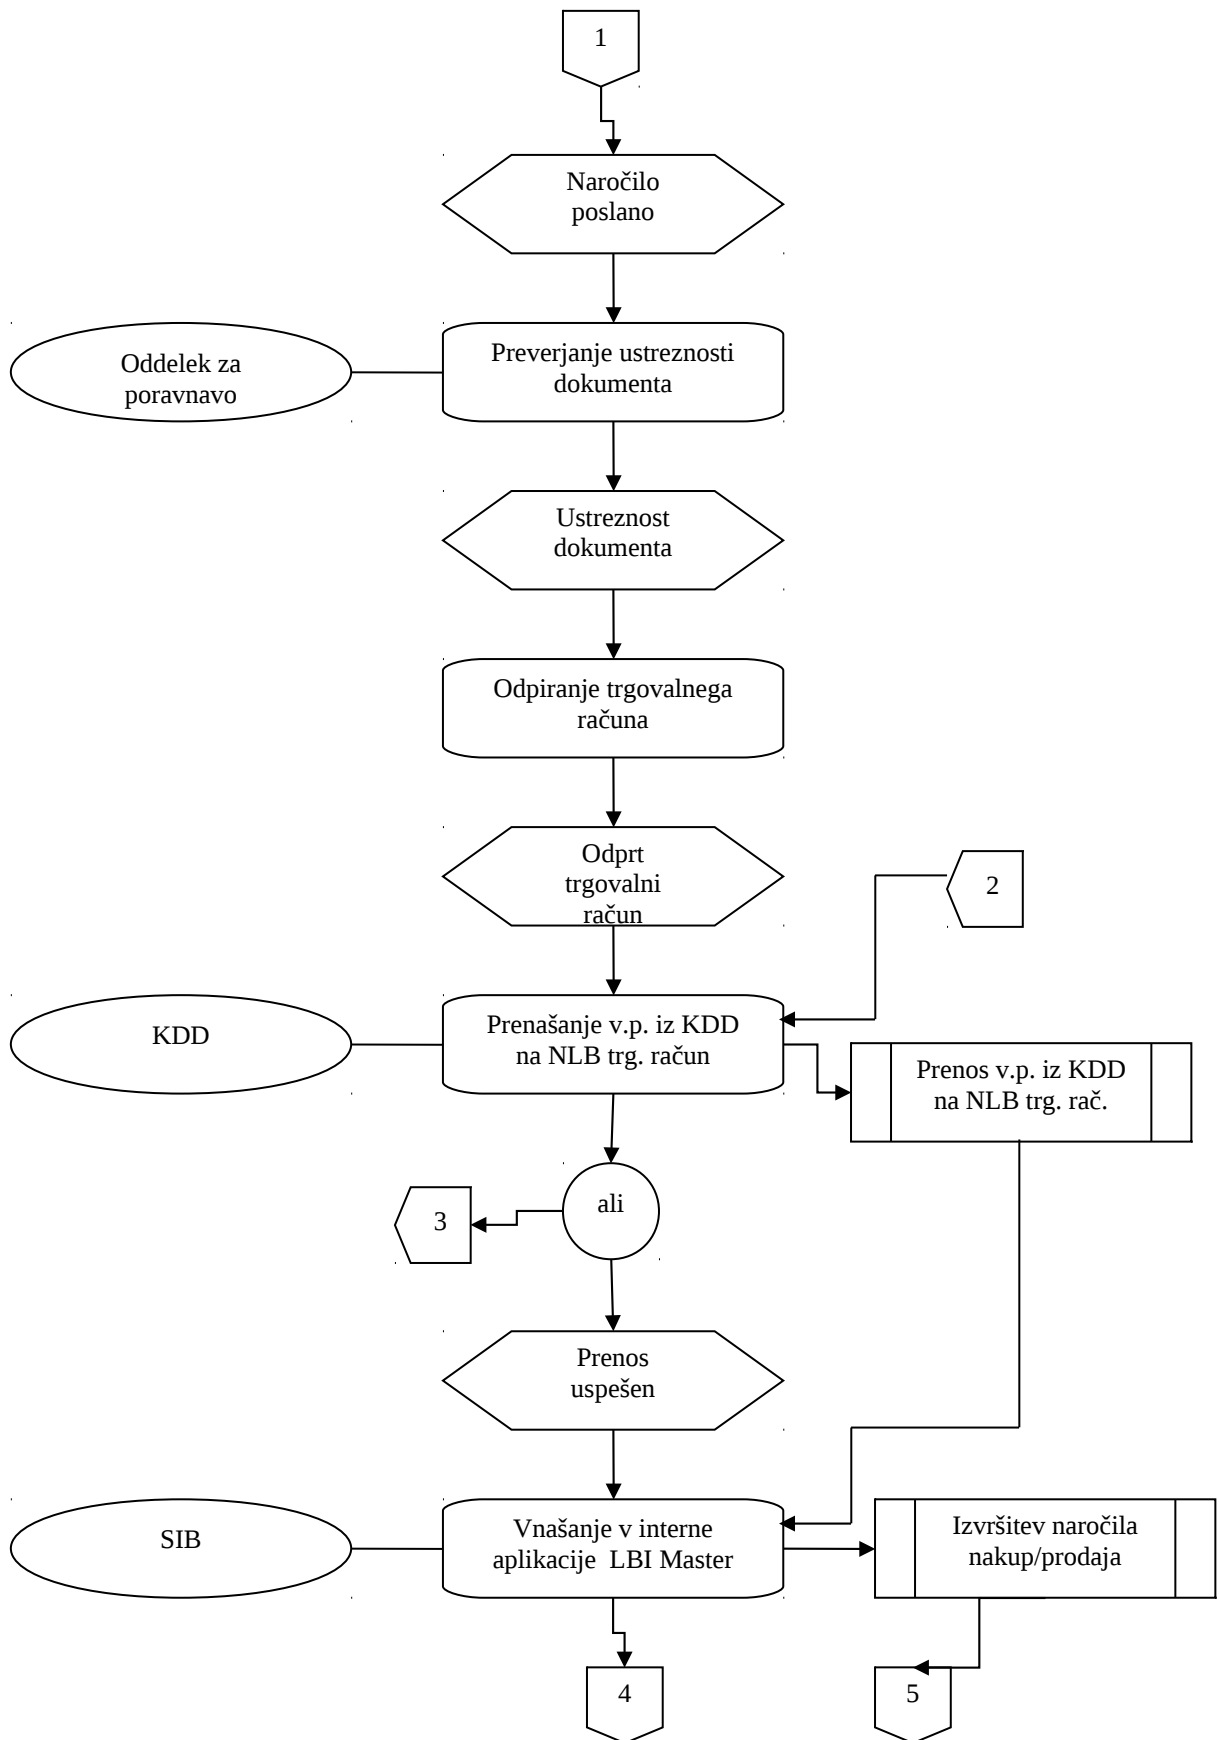 1
Naročilo
poslano
Oddelek za
poravnavo
Preverjanje ustreznosti
dokumenta
Ustreznost
dokumenta
Odpiranje trgovalnega
računa
Odprt
trgovalni
račun
2
KDD
Prenašanje v.p. iz KDD
na NLB trg. račun
Prenos v.p. iz KDD
na NLB trg. rač.
ali
3
Prenos
uspešen
SIB
Vnašanje v interne
aplikacije  LBI Master
Izvršitev naročila
nakup/prodaja
4
5